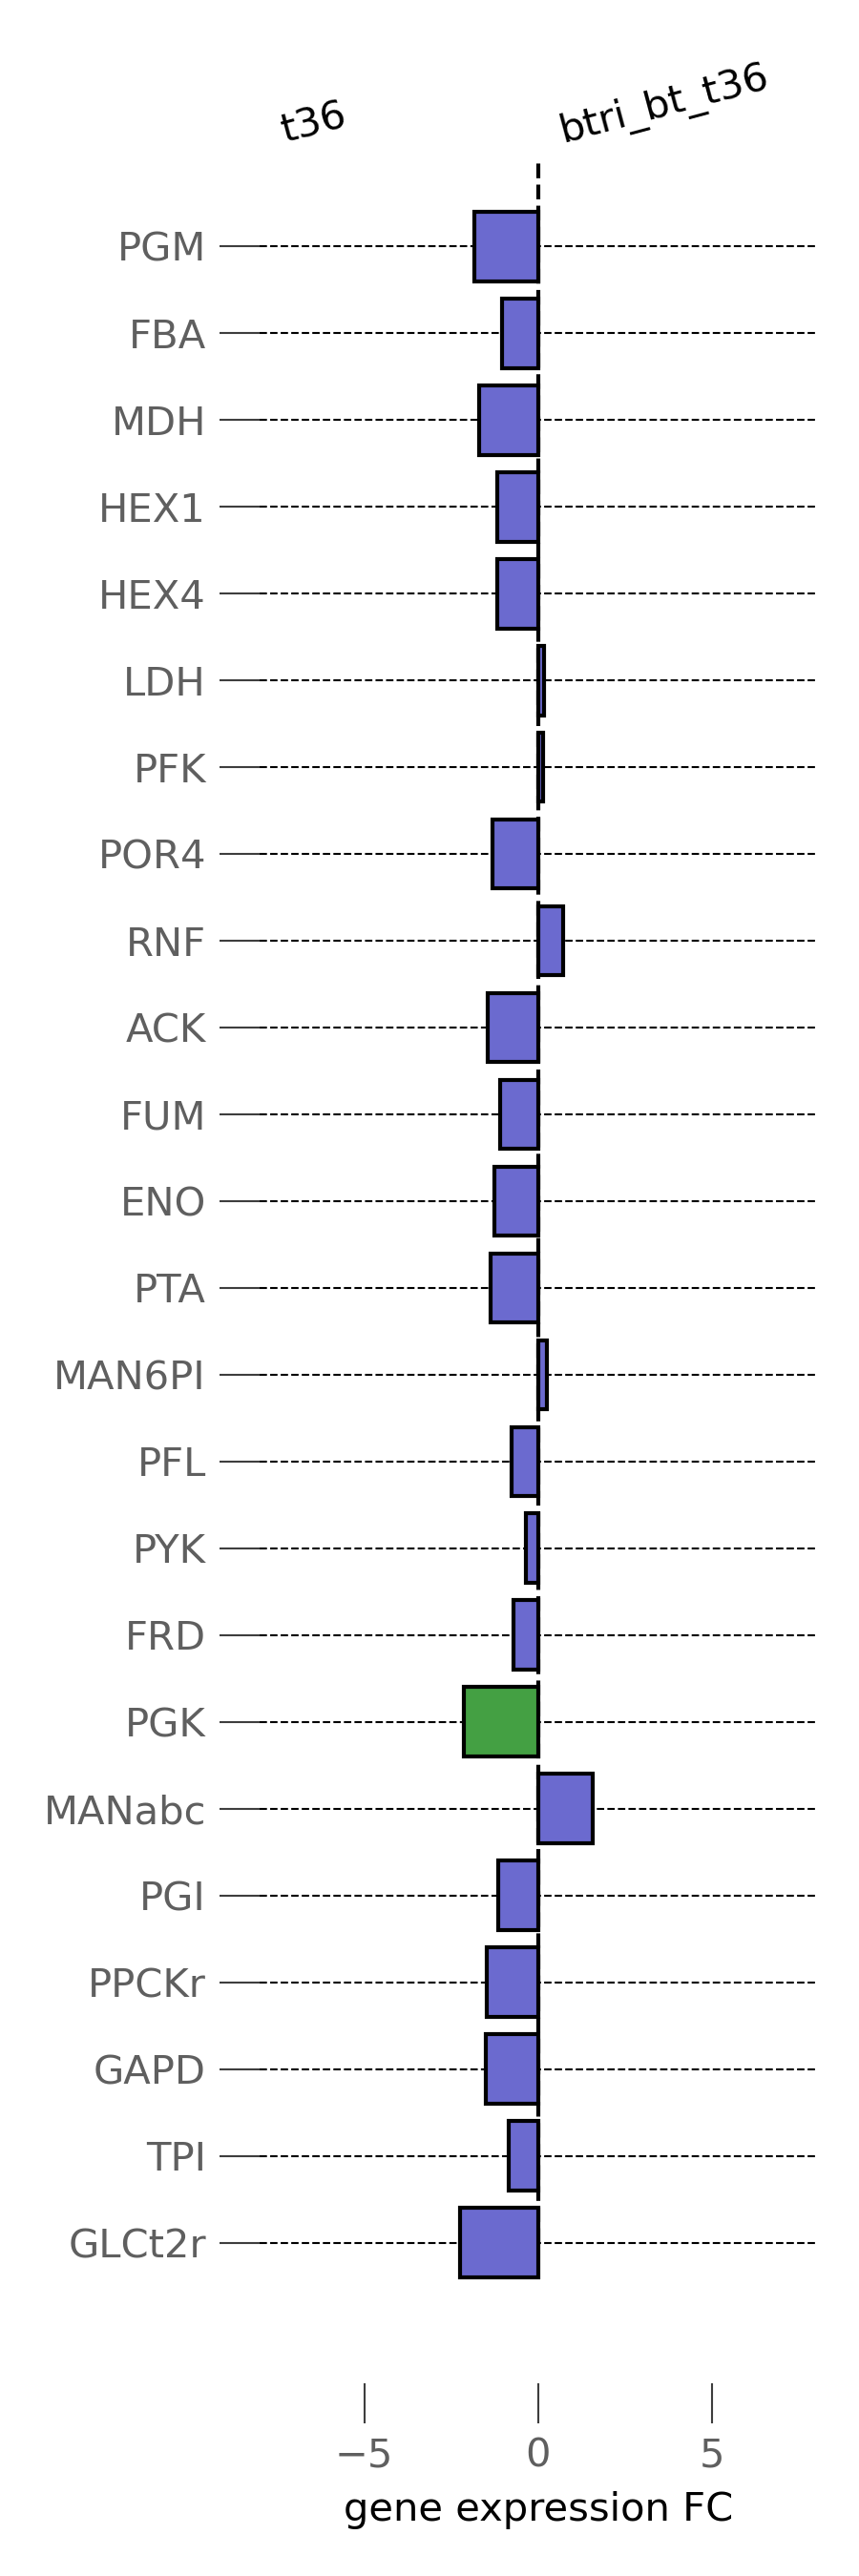 t36
btri_bt_t36
PGM
FBA
MDH
HEX1
HEX4
LDH
PFK
POR4
RNF
ACK
FUM
ENO
PTA
MAN6PI
PFL
PYK
FRD
PGK
MANabc
PGI
PPCKr
GAPD
TPI
GLCt2r
−5 0 5
gene expression FC